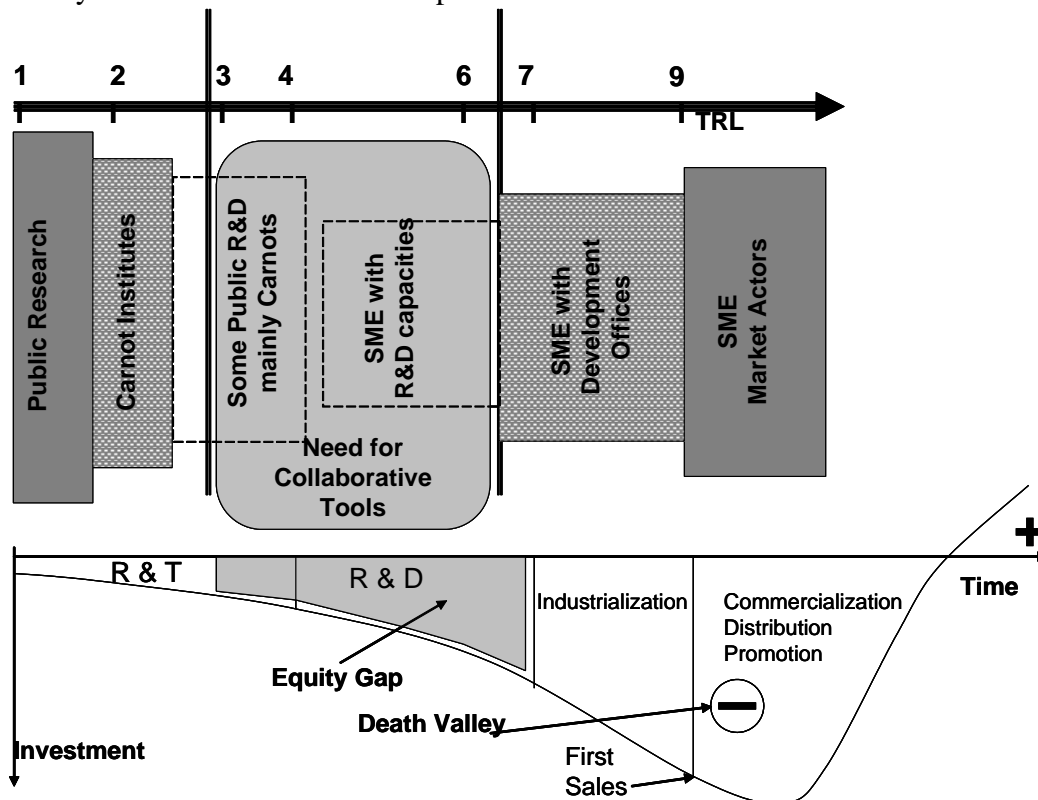 1 2 3 4 6 7 9
TRL
Public Research
Carnot Institutes
Some Public R&D
mainly Carnots
SME with
R&D capacities
SME with
Development
Offices
SME
Market Actors
Need for
Collaborative
Tools
+
R & T
R & D
Time
Industrialization
Commercialization
Distribution
Promotion
Equity Gap
Death Valley
Investment
First
Sales